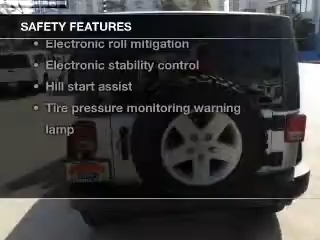 SAFETY FEATURES
• Electronic roll mitigation
• Electronic stability control
• Hill start assist
• Tire pressure monitoring warning
lamp